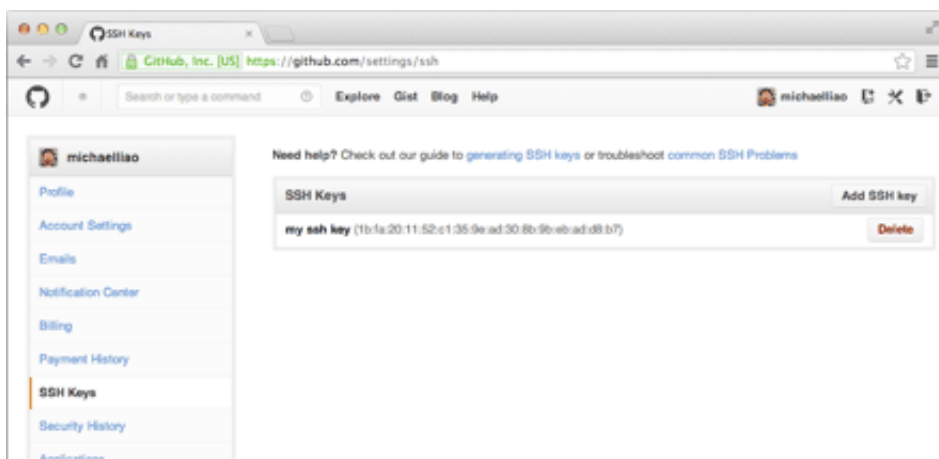 SSH Keys
GitHub, Inc. [US] https://github.com/settings/ssh
Search or type a command Explore Gist Blog Help michaelliao
michaelliao
Need help? Check out our guide to generating SSH keys or troubleshoot common SSH Problems
Profile
SSH Keys Add SSH key
Account Settings
my ssh key (1b:fa:20:11:52:c1:35:9e:ad:30:8b:9b:eb:ad:d8:b7) Delete
Emails
Notification Center
Billing
Payment History
SSH Keys
Security History
Applications